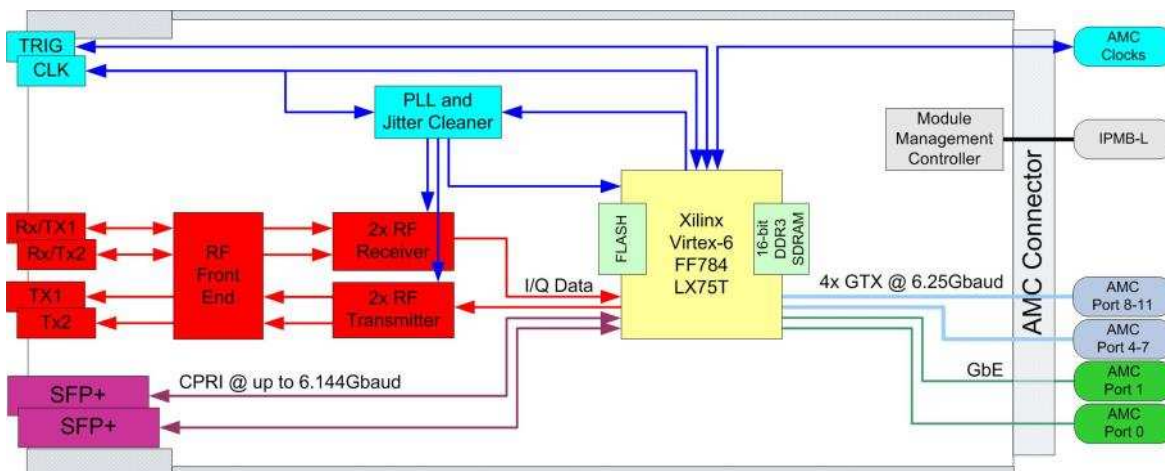 TRIG
CLK
PLL and
Jitter Cleaner
AMC
Clocks
Module
Management
Controller
IPMB-L
AMC Connector
Rx/TX1
Rx/Tx2
TX1
Tx2
RF
Front
End
2x RF
Receiver
2x RF
Transmitter
I/Q Data
FLASH
Xilinx
Virtex-6
FF784
LX75T
16-bit
DDR3
SDRAM
4x GTX @ 6.25Gbaud
AMC
Port 8-11
AMC
Port 4-7
GbE
AMC
Port 1
AMC
Port 0
CPRI @ up to 6.144Gbaud
SFP+
SFP+